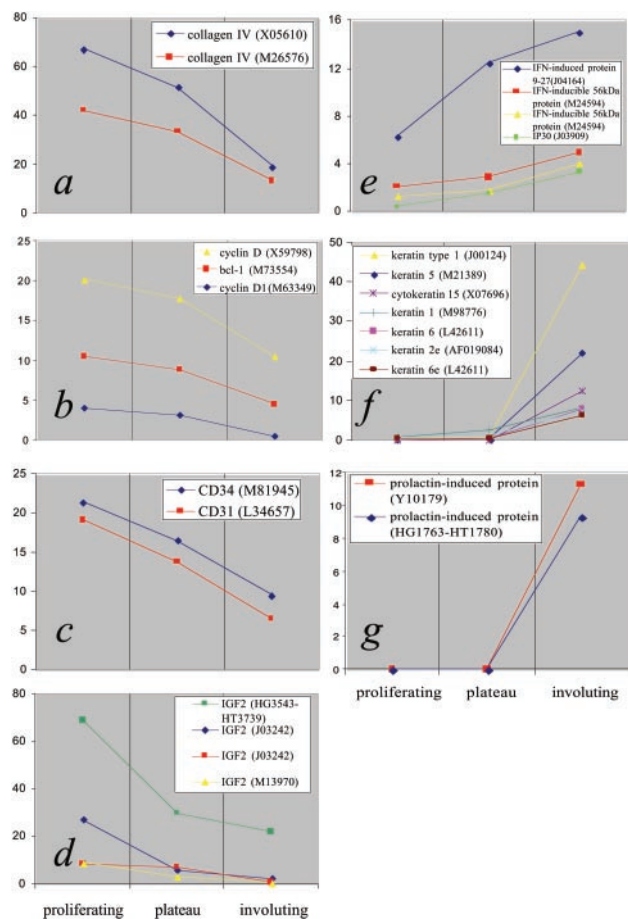 80
60
40
20
0
collagen IV (X05610)
collagen IV (M26576)
a
25
20
15
10
5
0
cyclin D (X59798)
bcl-1 (M73554)
cyclin D1(M63349)
b
25
20
15
10
5
0
CD34 (M81945)
CD31 (L34657)
c
80
60
40
20
0
IGF2 (HG3543-
HT3739)
IGF2 (J03242)
IGF2 (J03242)
IGF2 (M13970)
d
proliferating plateau involuting
16
12
8
4
0
IFN-induced protein
9-27(J04164)
IFN-inducible 56kDa
protein (M24594)
IFN-inducible 56kDa
protein (M24594)
IP30 (J03909)
e
50
40
30
20
10
0
keratin type 1 (J00124)
keratin 5 (M21389)
cytokeratin 15 (X07696)
keratin 1 (M98776)
keratin 6 (L42611)
keratin 2e (AF019084)
keratin 6e (L42611)
f
12
10
8
6
4
2
0
prolactin-induced protein
(Y10179)
prolactin-induced protein
(HG1763-HT1780)
g
proliferating plateau involuting